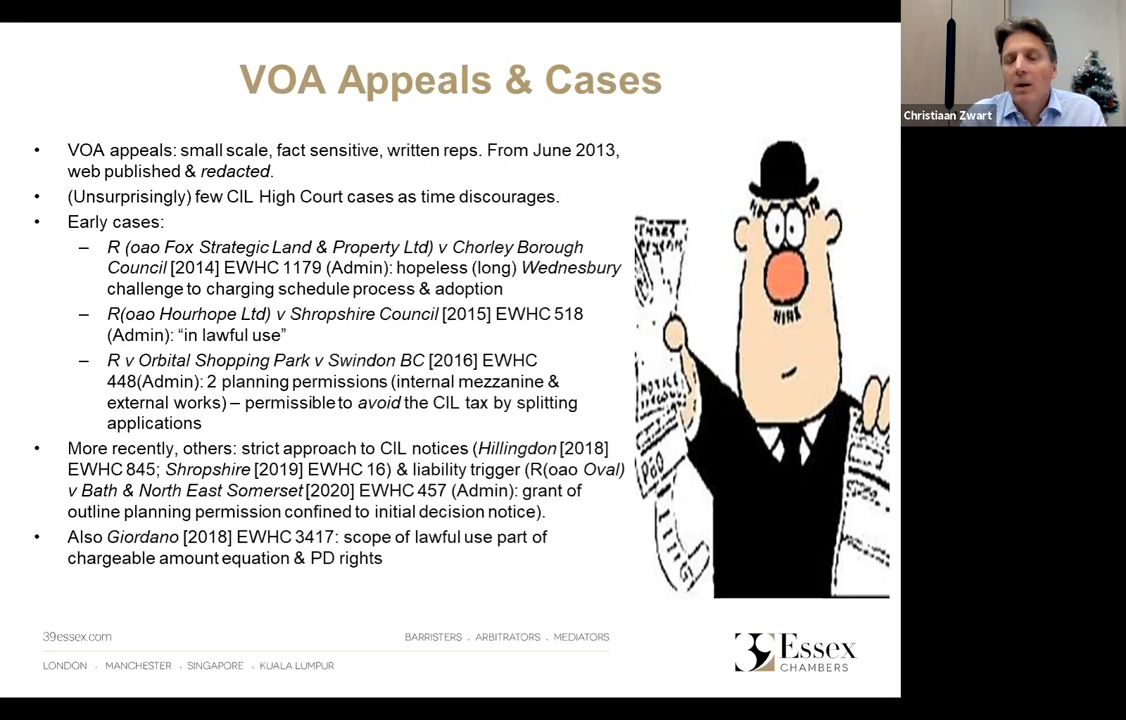 VOA Appeals & Cases
Christiaan Zwart
• VOA appeals: small scale, fact sensitive, written reps. From June 2013,
web published & redacted.
• (Unsurprisingly) few CIL High Court cases as time discourages.
• Early cases:
– R (oao Fox Strategic Land & Property Ltd) v Chorley Borough
Council [2014] EWHC 1179 (Admin): hopeless (long) Wednesbury
challenge to charging schedule process & adoption
– R(oao Hourhope Ltd) v Shropshire Council [2015] EWHC 518
(Admin): “in lawful use”
– R v Orbital Shopping Park v Swindon BC [2016] EWHC
448(Admin): 2 planning permissions (internal mezzanine &
external works) – permissible to avoid the CIL tax by splitting
applications
• More recently, others: strict approach to CIL notices (Hillingdon [2018]
EWHC 845; Shropshire [2019] EWHC 16) & liability trigger (R(oao Oval)
v Bath & North East Somerset [2020] EWHC 457 (Admin): grant of
outline planning permission confined to initial decision notice).
• Also Giordano [2018] EWHC 3417: scope of lawful use part of
chargeable amount equation & PD rights
39essex.com
BARRISTERS . ARBITRATORS . MEDIATORS
LONDON . MANCHESTER . SINGAPORE . KUALA LUMPUR
39 Essex
CHAMBERS